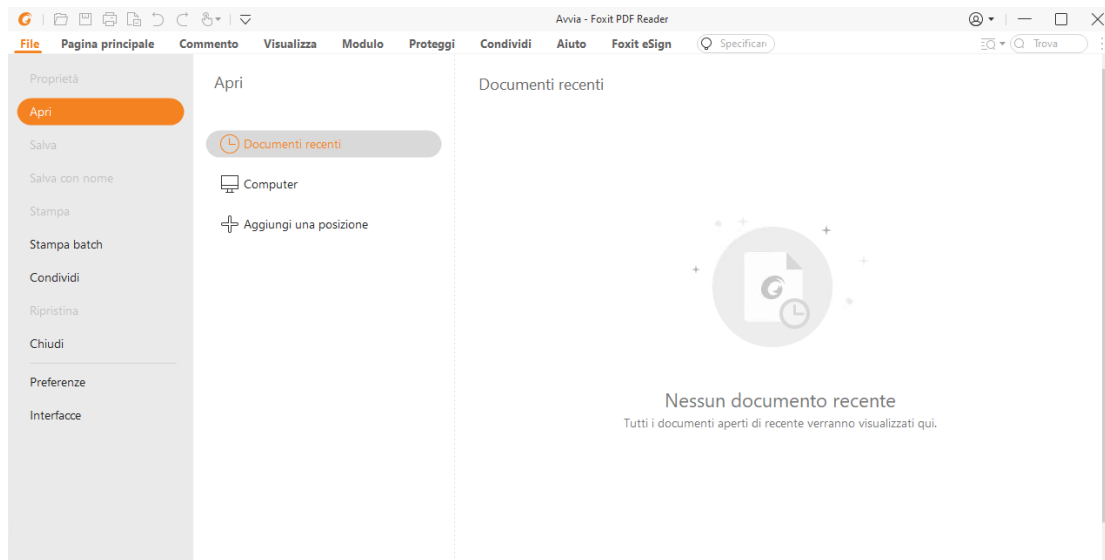 Avvia - Foxit PDF Reader
File Pagina principale Commento Visualizza Modulo Proteggi Condividi Aiuto Foxit eSign Specificare Trova
Proprietà
Apri
Salva
Salva con nome
Stampa
Stampa batch
Condividi
Ripristina
Chiudi
Preferenze
Interfacce
Apri
Documenti recenti
Computer
Aggiungi una posizione
Documenti recenti
Nessun documento recente
Tutti i documenti aperti di recente verranno visualizzati qui.